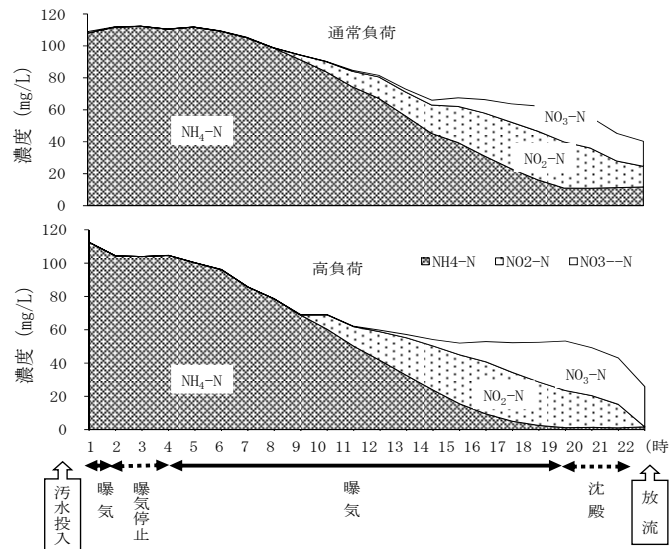 通常負荷
120
100
80
60
40
20
0
濃度 (mg/L)
NH₄-N
NO₃-N
NO₂-N
高負荷
NH4-N NO2-N NO3--N
120
100
80
60
40
20
0
濃度 (mg/L)
NH₄-N
NO₃-N
NO₂-N
1 2 3 4 5 6 7 8 9 10 11 12 13 14 15 16 17 18 19 20 21 22 (時
汚水投入
曝気
曝気停止
曝気
沈殿
放流